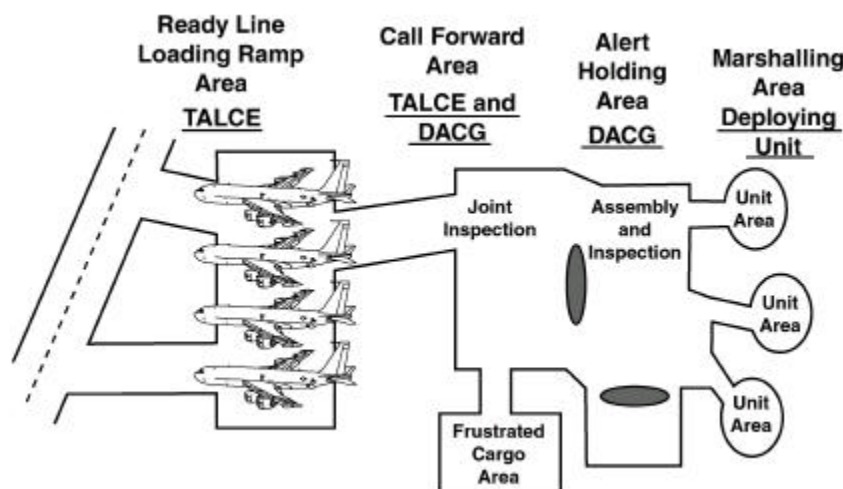 Ready Line
Loading Ramp
Area
TALCE
Call Forward
Area
TALCE and
DACG
Alert
Holding
Area
DACG
Marshalling
Area
Deploying
Unit
Joint
Inspection
Assembly
and
Inspection
Unit
Area
Unit
Area
Unit
Area
Frustrated
Cargo
Area